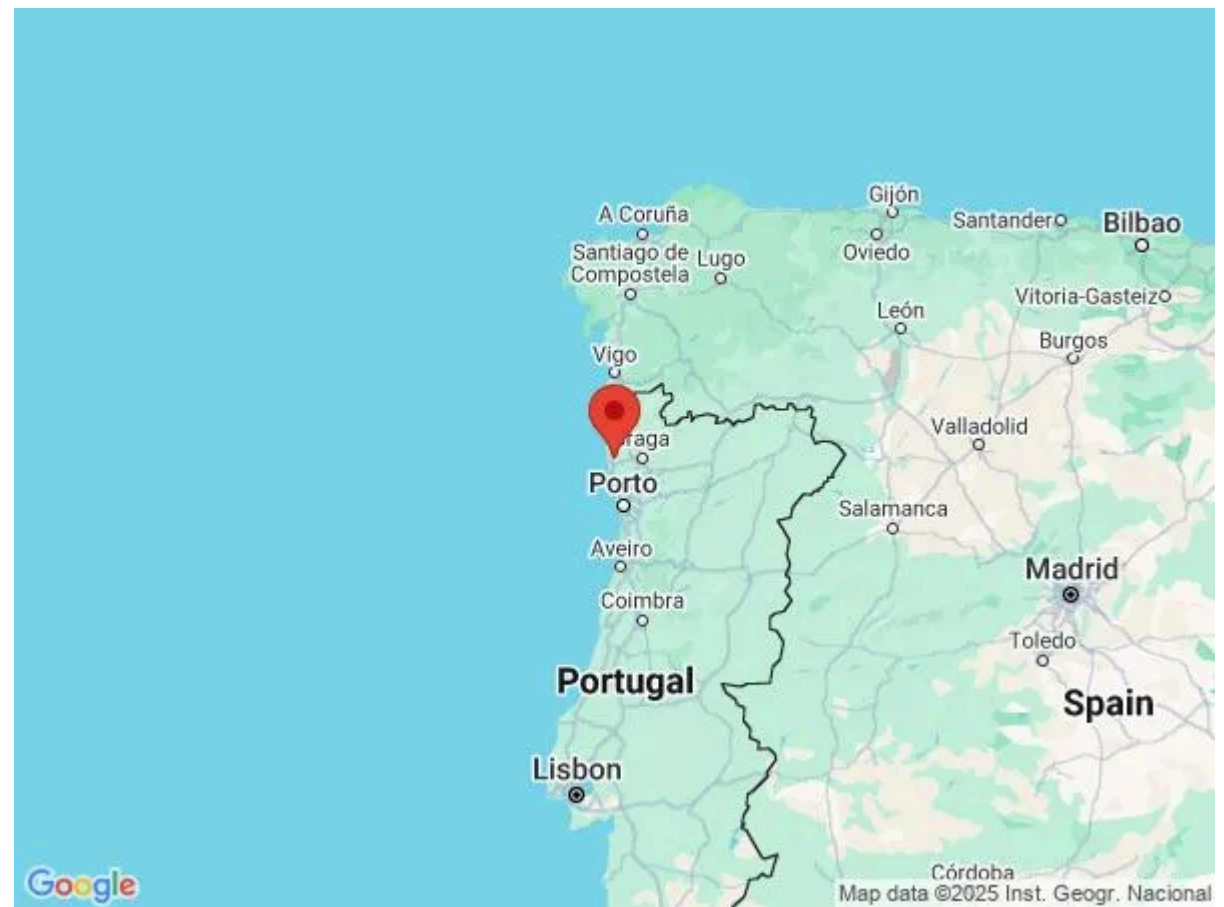 Gijón
A Coruña
Santander
Bilbao
Santiago de
Compostela
Lugo
Oviedo
Vitoria-Gasteiz
León
Burgos
Vigo
Valladolid
raga
Porto
Salamanca
Aveiro
Madrid
Coimbra
Toledo
Portugal
Spain
Lisbon
Córdoba
Google
Map data ©2025 Inst. Geogr. Nacional